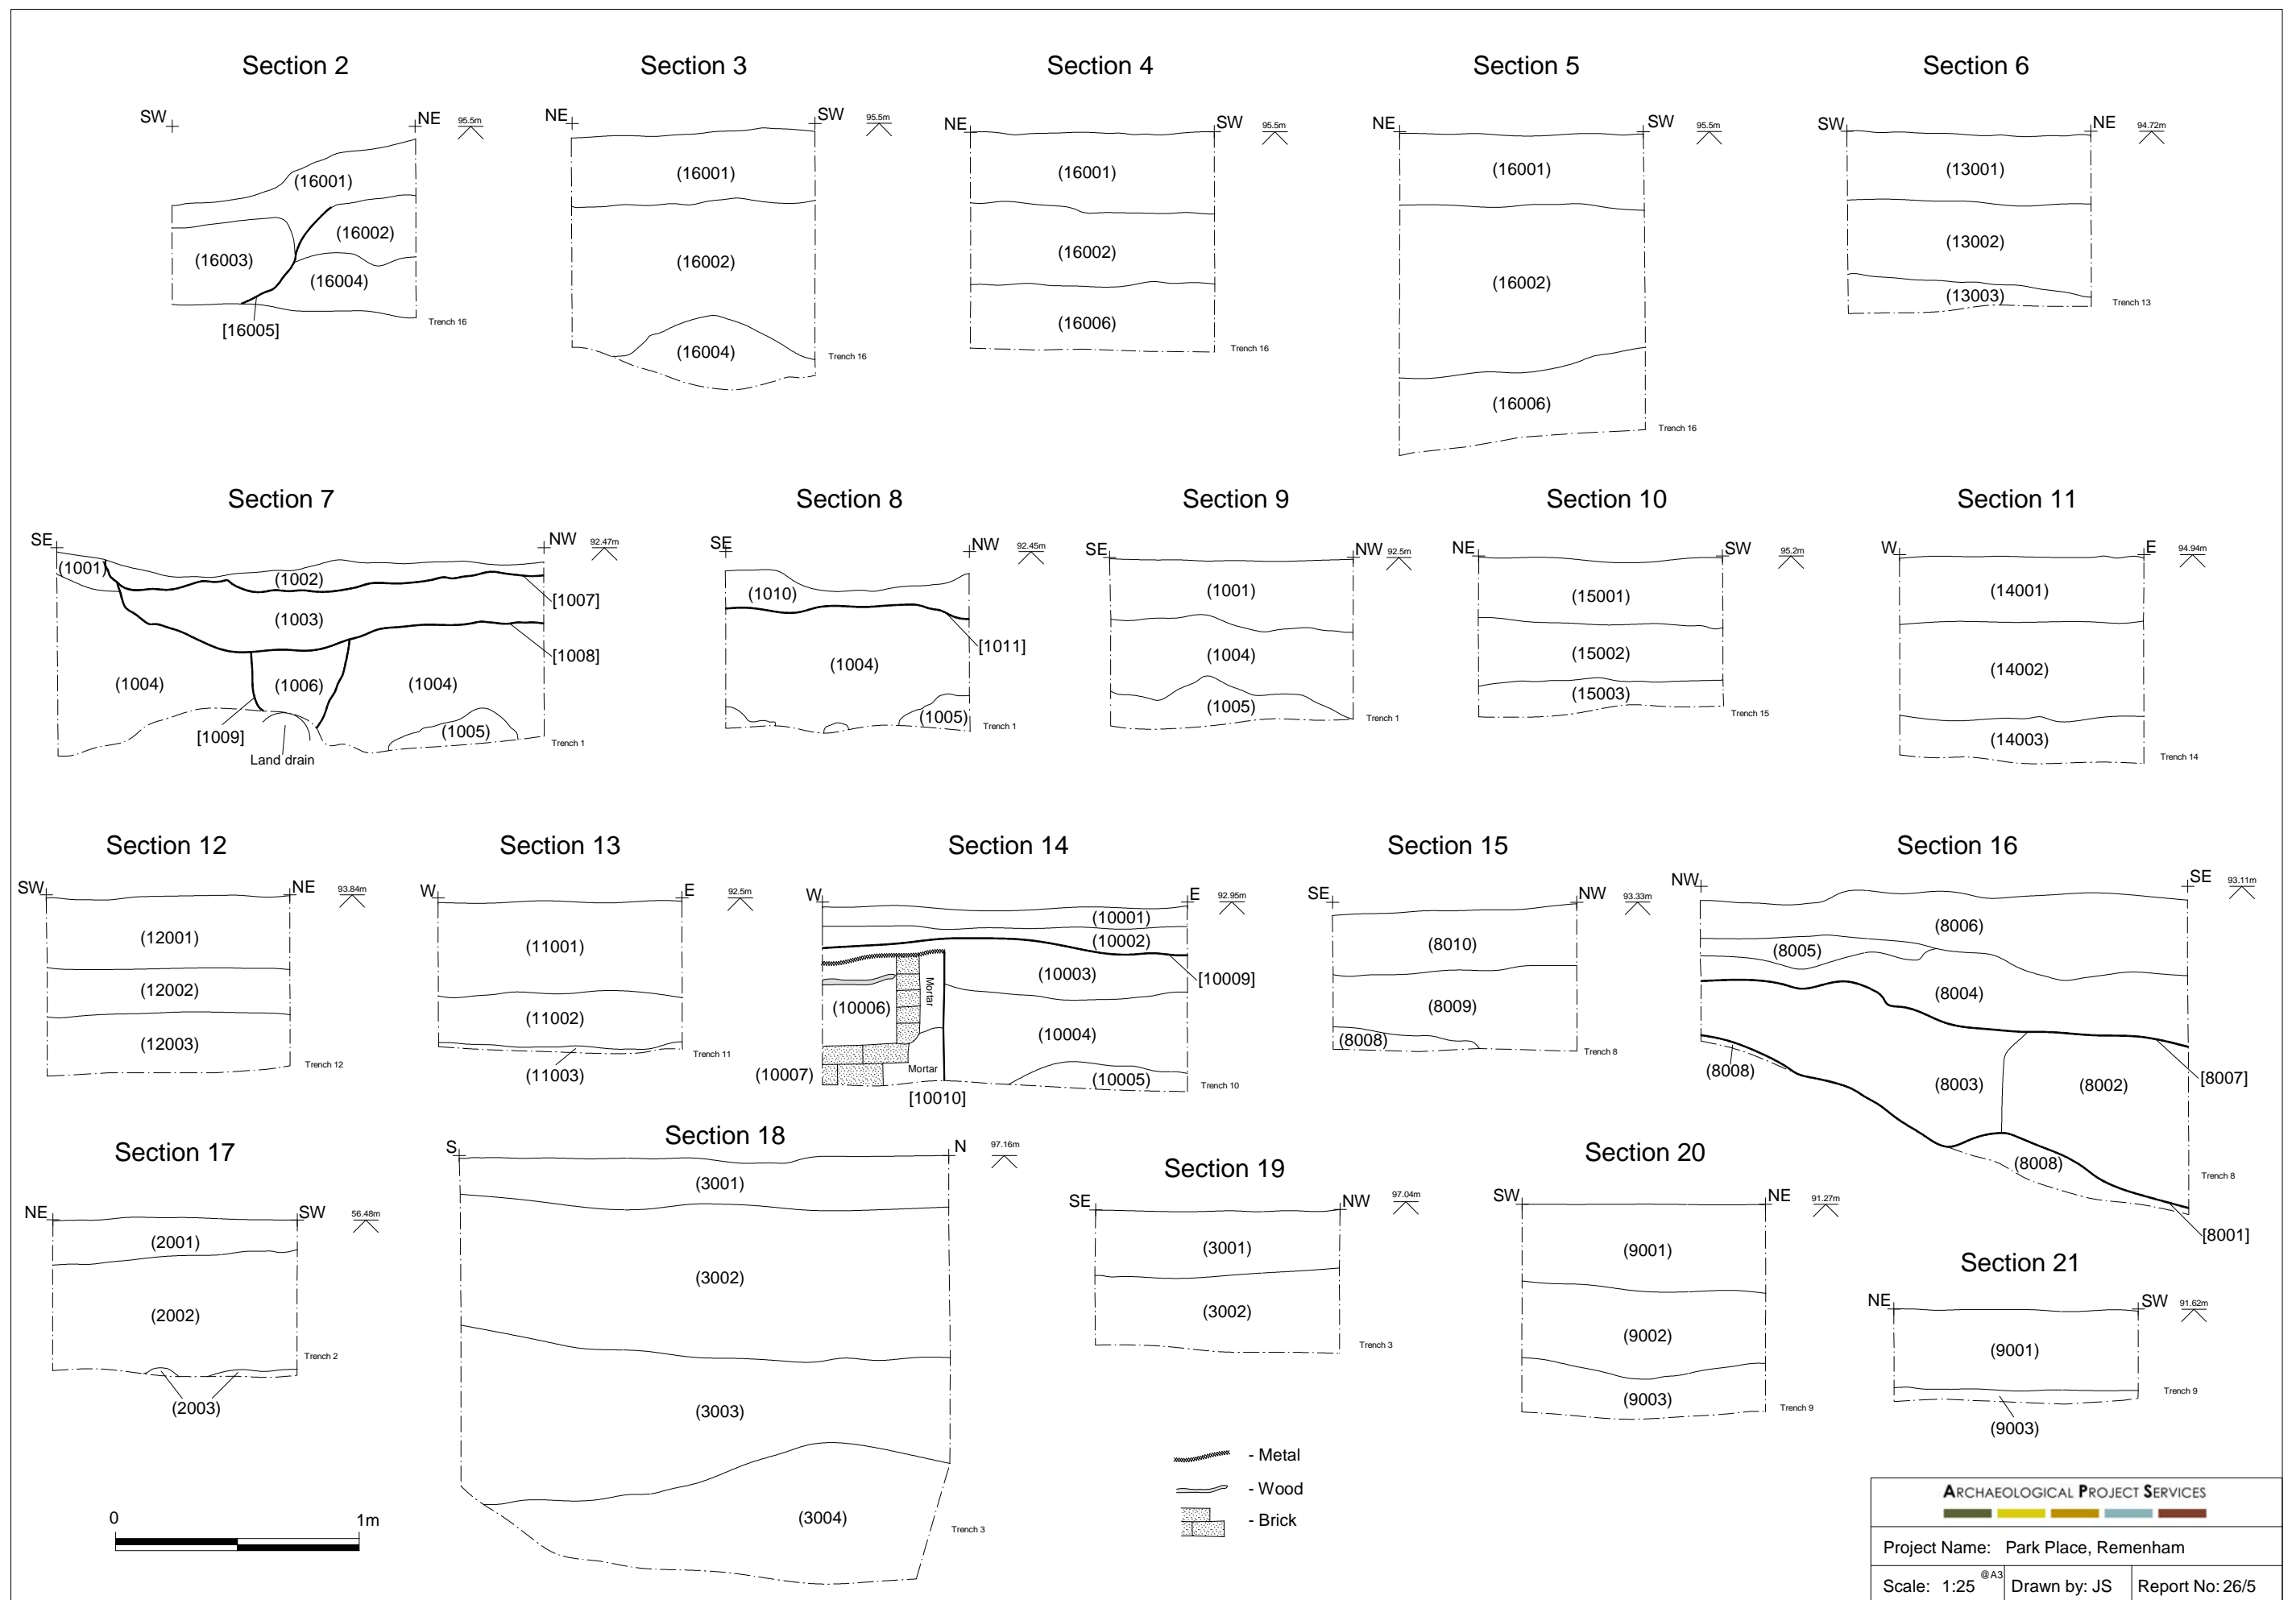 Section 2
SW
NE
95.5m
(16001)
(16002)
(16003)
(16004)
[16005]
Trench 16
Section 3
NE
SW
95.5m
(16001)
(16002)
(16004)
Trench 16
Section 4
NE
SW
95.5m
(16001)
(16002)
(16006)
Trench 16
Section 5
NE
SW
95.5m
(16001)
(16002)
(16006)
Trench 16
Section 6
SW
NE
94.72m
(13001)
(13002)
(13003)
Trench 13
Section 7
SE
NW
92.47m
(1001)
(1002)
[1007]
(1003)
[1008]
(1004)
(1006)
(1004)
[1009]
(1005)
Trench 1
Land drain
Section 8
SE
NW
92.45m
(1010)
[1011]
(1004)
(1005)
Trench 1
Section 9
SE
NW
92.5m
(1001)
(1004)
(1005)
Trench 1
Section 10
NE
SW
95.2m
(15001)
(15002)
(15003)
Trench 15
Section 11
W
E
94.94m
(14001)
(14002)
(14003)
Trench 14
Section 12
SW
NE
93.84m
(12001)
(12002)
(12003)
Trench 12
Section 13
W
E
92.5m
(11001)
(11002)
(11003)
Trench 11
Section 14
W
E
92.95m
(10001)
(10002)
(10003)
[10009]
Mortar
(10006)
(10004)
Mortar
(10007)
(10005)
[10010]
Trench 10
Section 15
SE
NW
93.33m
(8010)
(8009)
(8008)
Trench 8
Section 16
NW
SE
93.11m
(8006)
(8005)
(8004)
(8008)
(8003)
(8002)
[8007]
(8008)
Trench 8
[8001]
Section 17
NE
SW
56.48m
(2001)
(2002)
Trench 2
(2003)
Section 18
S
N
97.16m
(3001)
(3002)
(3003)
(3004)
Trench 3
Section 19
SE
NW
97.04m
(3001)
(3002)
Trench 3
Section 20
SW
NE
91.27m
(9001)
(9002)
(9003)
Trench 9
Section 21
NE
SW
91.62m
(9001)
Trench 9
(9003)
0
1m
- Metal
- Wood
- Brick
ARCHAEOLOGICAL PROJECT SERVICES
Project Name: Park Place, Remenham
Scale: 1:25 @A3
Drawn by: JS
Report No: 26/5